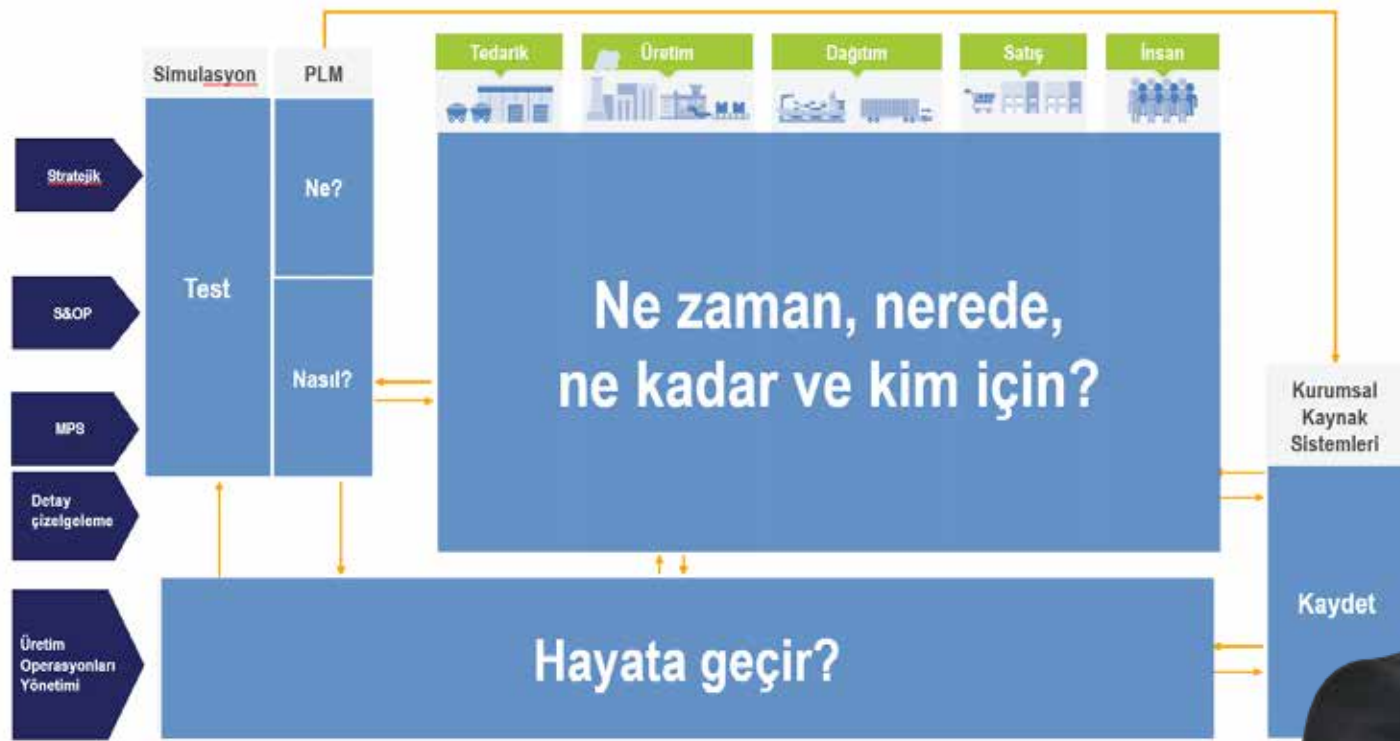 Tedarik
Üretim
Dağıtım
Satış
İnsan
Simulasyon
PLM
Stratejik
Ne?
Test
S&OP
Ne zaman, nerede,
ne kadar ve kim için?
Nasıl?
MPS
Kurumsal
Kaynak
Sistemleri
Detay
çizelgeleme
Kaydet
Üretim
Operasyonları
Yönetimi
Hayata geçir?